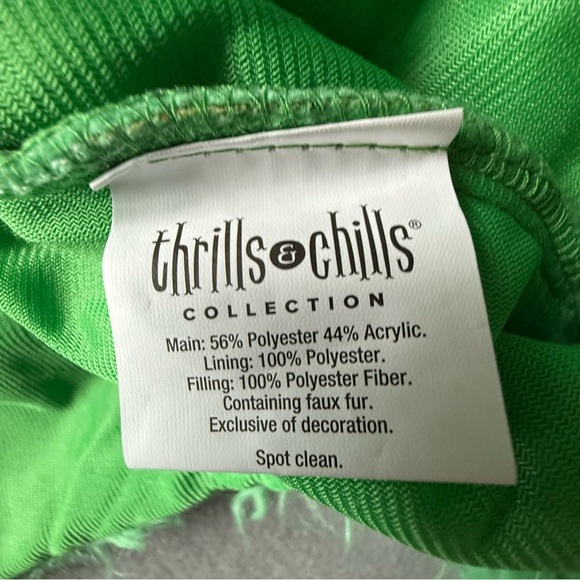 thrills & chills®
COLLECTION
Main: 56% Polyester 44% Acrylic.
Lining: 100% Polyester.
Filling: 100% Polyester Fiber.
Containing faux fur.
Exclusive of decoration.
Spot clean.